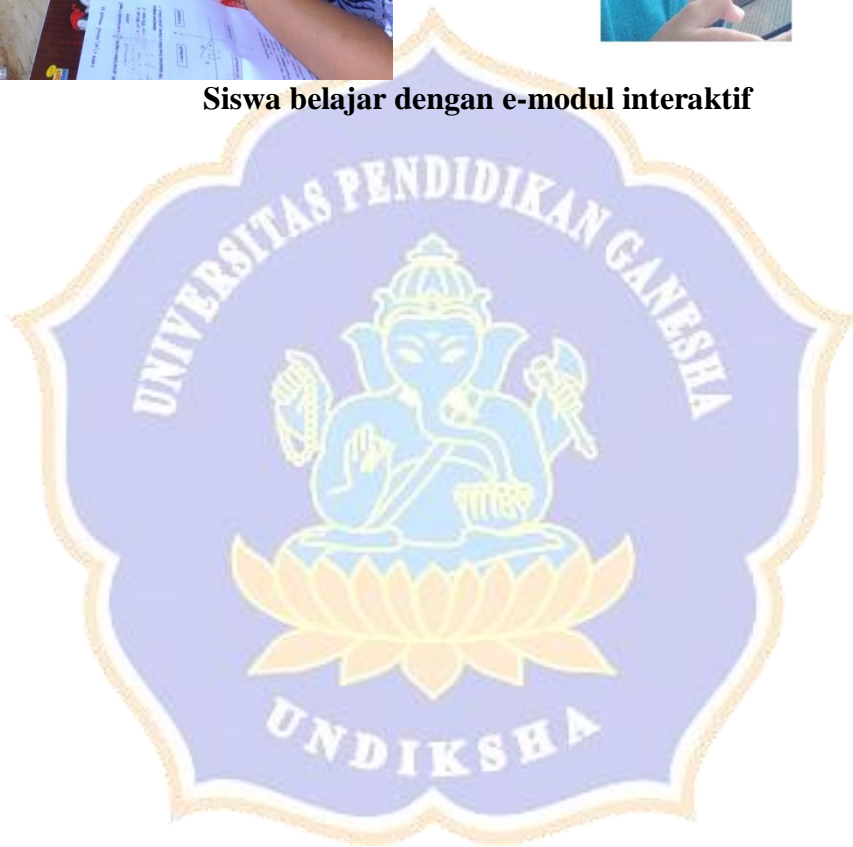 Siswa belajar dengan e-modul interaktif
UNIVERSITAS PENDIDIKAN GANESHA
UNDIKSHA